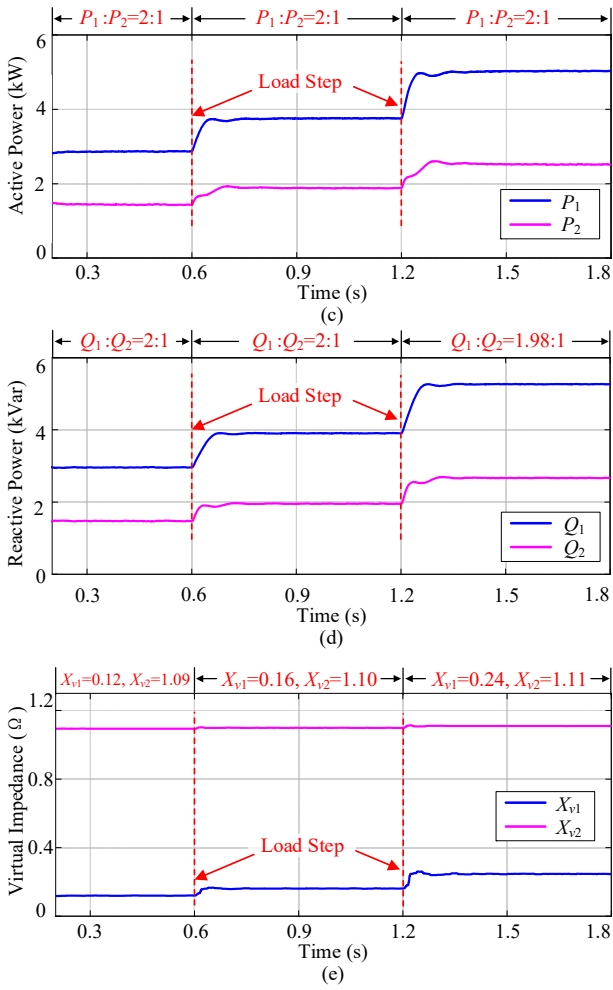 P1:P2=2:1 P1:P2=2:1 P1:P2=2:1
6
4
2
0
Active Power (kW)
Load Step
P1
P2
0.3 0.6 0.9 1.2 1.5 1.8
Time (s)
(c)
Q1:Q2=2:1 Q1:Q2=2:1 Q1:Q2=1.98:1
6
4
2
0
Reactive Power (kVar)
Load Step
Q1
Q2
0.3 0.6 0.9 1.2 1.5 1.8
Time (s)
(d)
Xv1=0.12, Xv2=1.09 Xv1=0.16, Xv2=1.10 Xv1=0.24, Xv2=1.11
1.2
0.8
0.4
0
Virtual Impedance (Ω)
Xv1
Xv2
Load Step
0.3 0.6 0.9 1.2 1.5 1.8
Time (s)
(e)